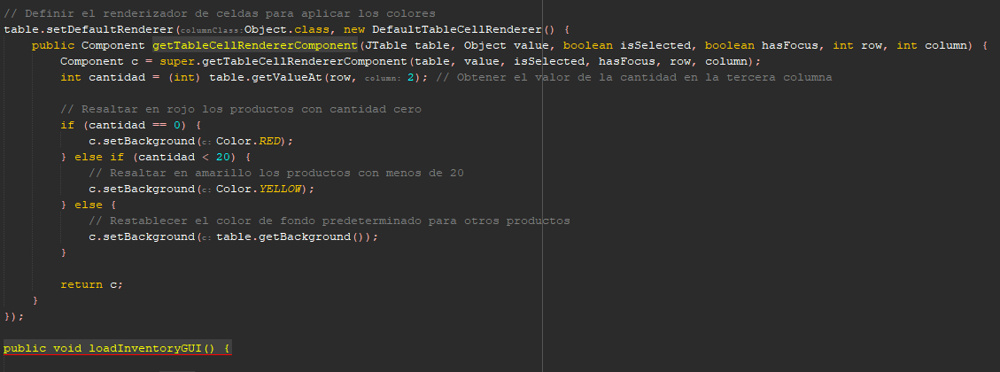 // Definir el renderizador de celdas para aplicar los colores
table.setDefaultRenderer(columnClass:Object.class, new DefaultTableCellRenderer() {
    public Component getTableCellRendererComponent(JTable table, Object value, boolean isSelected, boolean hasFocus, int row, int column) {
        Component c = super.getTableCellRendererComponent(table, value, isSelected, hasFocus, row, column);
        int cantidad = (int) table.getValueAt(row, column: 2); // Obtener el valor de la cantidad en la tercera columna

        // Resaltar en rojo los productos con cantidad cero
        if (cantidad == 0) {
            c.setBackground(c: Color.RED);
        } else if (cantidad < 20) {
            // Resaltar en amarillo los productos con menos de 20
            c.setBackground(c: Color.YELLOW);
        } else {
            // Restablecer el color de fondo predeterminado para otros productos
            c.setBackground(c: table.getBackground());
        }

        return c;
    }
});

public void loadInventoryGUI() {